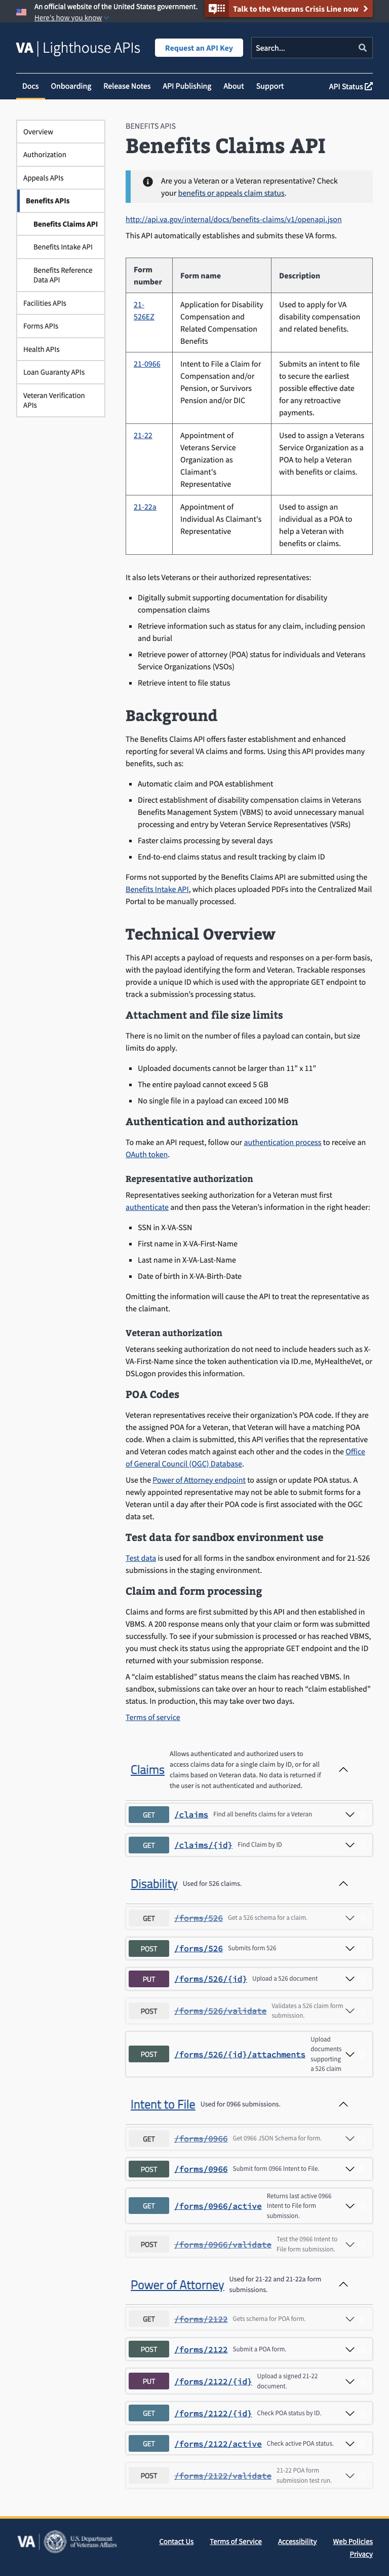 An official website of the United States government.
Here's how you know
Talk to the Veterans Crisis Line now
VA | Lighthouse APIs
Request an API Key
Search...
Docs
Onboarding
Release Notes
API Publishing
About
Support
API Status
Overview
Authorization
Appeals APIs
Benefits APIs
Benefits Claims API
Benefits Intake API
Benefits Reference
Data API
Facilities APIs
Forms APIs
Health APIs
Loan Guaranty APIs
Veteran Verification
APIs
BENEFITS APIS
Benefits Claims API
Are you a Veteran or a Veteran representative? Check
your benefits or appeals claim status.
http://api.va.gov/internal/docs/benefits-claims/v1/openapi.json
This API automatically establishes and submits these VA forms.
Form
number
Form name
Description
21-
526EZ
Application for Disability
Compensation and
Related Compensation
Benefits
Used to apply for VA
disability compensation
and related benefits.
21-0966
Intent to File a Claim for
Compensation and/or
Pension, or Survivors
Pension and/or DIC
Submits an intent to file
to secure the earliest
possible effective date
for any retroactive
payments.
21-22
Appointment of
Veterans Service
Organization as
Claimant's
Representative
Used to assign a Veterans
Service Organization as a
POA to help a Veteran
with benefits or claims.
21-22a
Appointment of
Individual As Claimant's
Representative
Used to assign an
individual as a POA to
help a Veteran with
benefits or claims.
It also lets Veterans or their authorized representatives:
Digitally submit supporting documentation for disability
compensation claims
Retrieve information such as status for any claim, including pension
and burial
Retrieve power of attorney (POA) status for individuals and Veterans
Service Organizations (VSOs)
Retrieve intent to file status
Background
The Benefits Claims API offers faster establishment and enhanced
reporting for several VA claims and forms. Using this API provides many
benefits, such as:
Automatic claim and POA establishment
Direct establishment of disability compensation claims in Veterans
Benefits Management System (VBMS) to avoid unnecessary manual
processing and entry by Veteran Service Representatives (VSRs)
Faster claims processing by several days
End-to-end claims status and result tracking by claim ID
Forms not supported by the Benefits Claims API are submitted using the
Benefits Intake API, which places uploaded PDFs into the Centralized Mail
Portal to be manually processed.
Technical Overview
This API accepts a payload of requests and responses on a per-form basis,
with the payload identifying the form and Veteran. Trackable responses
provide a unique ID which is used with the appropriate GET endpoint to
track a submission's processing status.
Attachment and file size limits
There is no limit on the number of files a payload can contain, but size
limits do apply.
Uploaded documents cannot be larger than 11" x 11"
The entire payload cannot exceed 5 GB
No single file in a payload can exceed 100 MB
Authentication and authorization
To make an API request, follow our authentication process to receive an
OAuth token.
Representative authorization
Representatives seeking authorization for a Veteran must first
authenticate and then pass the Veteran's information in the right header:
SSN in X-VA-SSN
First name in X-VA-First-Name
Last name in X-VA-Last-Name
Date of birth in X-VA-Birth-Date
Omitting the information will cause the API to treat the representative as
the claimant.
Veteran authorization
Veterans seeking authorization do not need to include headers such as X-
VA-First-Name since the token authentication via ID.me, MyHealtheVet, or
DSLogon provides this information.
POA Codes
Veteran representatives receive their organization's POA code. If they are
the assigned POA for a Veteran, that Veteran will have a matching POA
code. When a claim is submitted, this API verifies that the representative
and Veteran codes match against each other and the codes in the Office
of General Council (OGC) Database.
Use the Power of Attorney endpoint to assign or update POA status. A
newly appointed representative may not be able to submit forms for a
Veteran until a day after their POA code is first associated with the OGC
data set.
Test data for sandbox environment use
Test data is used for all forms in the sandbox environment and for 21-526
submissions in the staging environment.
Claim and form processing
Claims and forms are first submitted by this API and then established in
VBMS. A 200 response means only that your claim or form was submitted
successfully. To see if your claim or form submission has reached VBMS,
you must check its status using the appropriate GET endpoint and the ID
returned with your submission response.
A "claim established" status means the claim has reached VBMS. In
sandbox, submissions can take over an hour to reach "claim established"
status. In production, this may take over two days.
Terms of service
Claims
Allows authenticated and authorized users to
access claims data for a single claim by ID, or for all
claims based on Veteran data. No data is returned if
the user is not authenticated and authorized.
GET /claims Find all benefits claims for a Veteran
GET /claims/{id} Find Claim by ID
Disability Used for 526 claims.
GET /forms/526 Get a 526 schema for a claim.
POST /forms/526 Submits form 526
PUT /forms/526/{id} Upload a 526 document
POST /forms/526/validate Validates a 526 claim form
submission.
POST /forms/526/{id}/attachments Upload
documents
supporting
a 526 claim
Intent to File Used for 0966 submissions.
GET /forms/0966 Get 0966 JSON Schema for form.
POST /forms/0966 Submit form 0966 Intent to File.
GET /forms/0966/active Returns last active 0966
Intent to File form
submission.
POST /forms/0966/validate Test the 0966 Intent to
File form submission.
Power of Attorney Used for 21-22 and 21-22a form
submissions.
GET /forms/2122 Gets schema for POA form.
POST /forms/2122 Submit a POA form.
PUT /forms/2122/{id} Upload a signed 21-22
document.
GET /forms/2122/{id} Check POA status by ID.
GET /forms/2122/active Check active POA status.
POST /forms/2122/validate 21-22 POA form
submission test run.
VA
U.S. Department
of Veterans Affairs
Contact Us
Terms of Service
Accessibility
Web Policies
Privacy